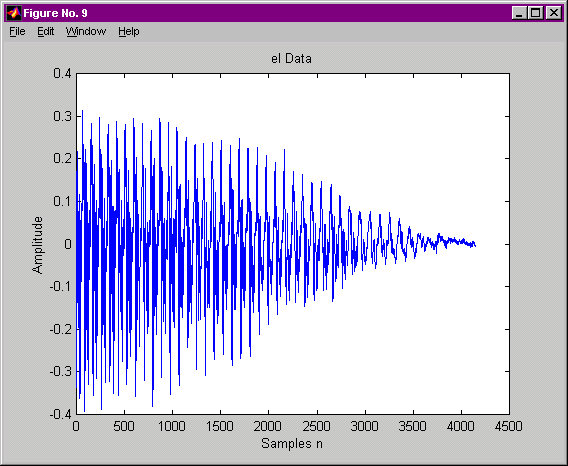 Figure No. 9
File Edit Window Help
el Data
0.4
0.3
0.2
0.1
0
-0.1
-0.2
-0.3
-0.4
Amplitude
0 500 1000 1500 2000 2500 3000 3500 4000 4500
Samples n